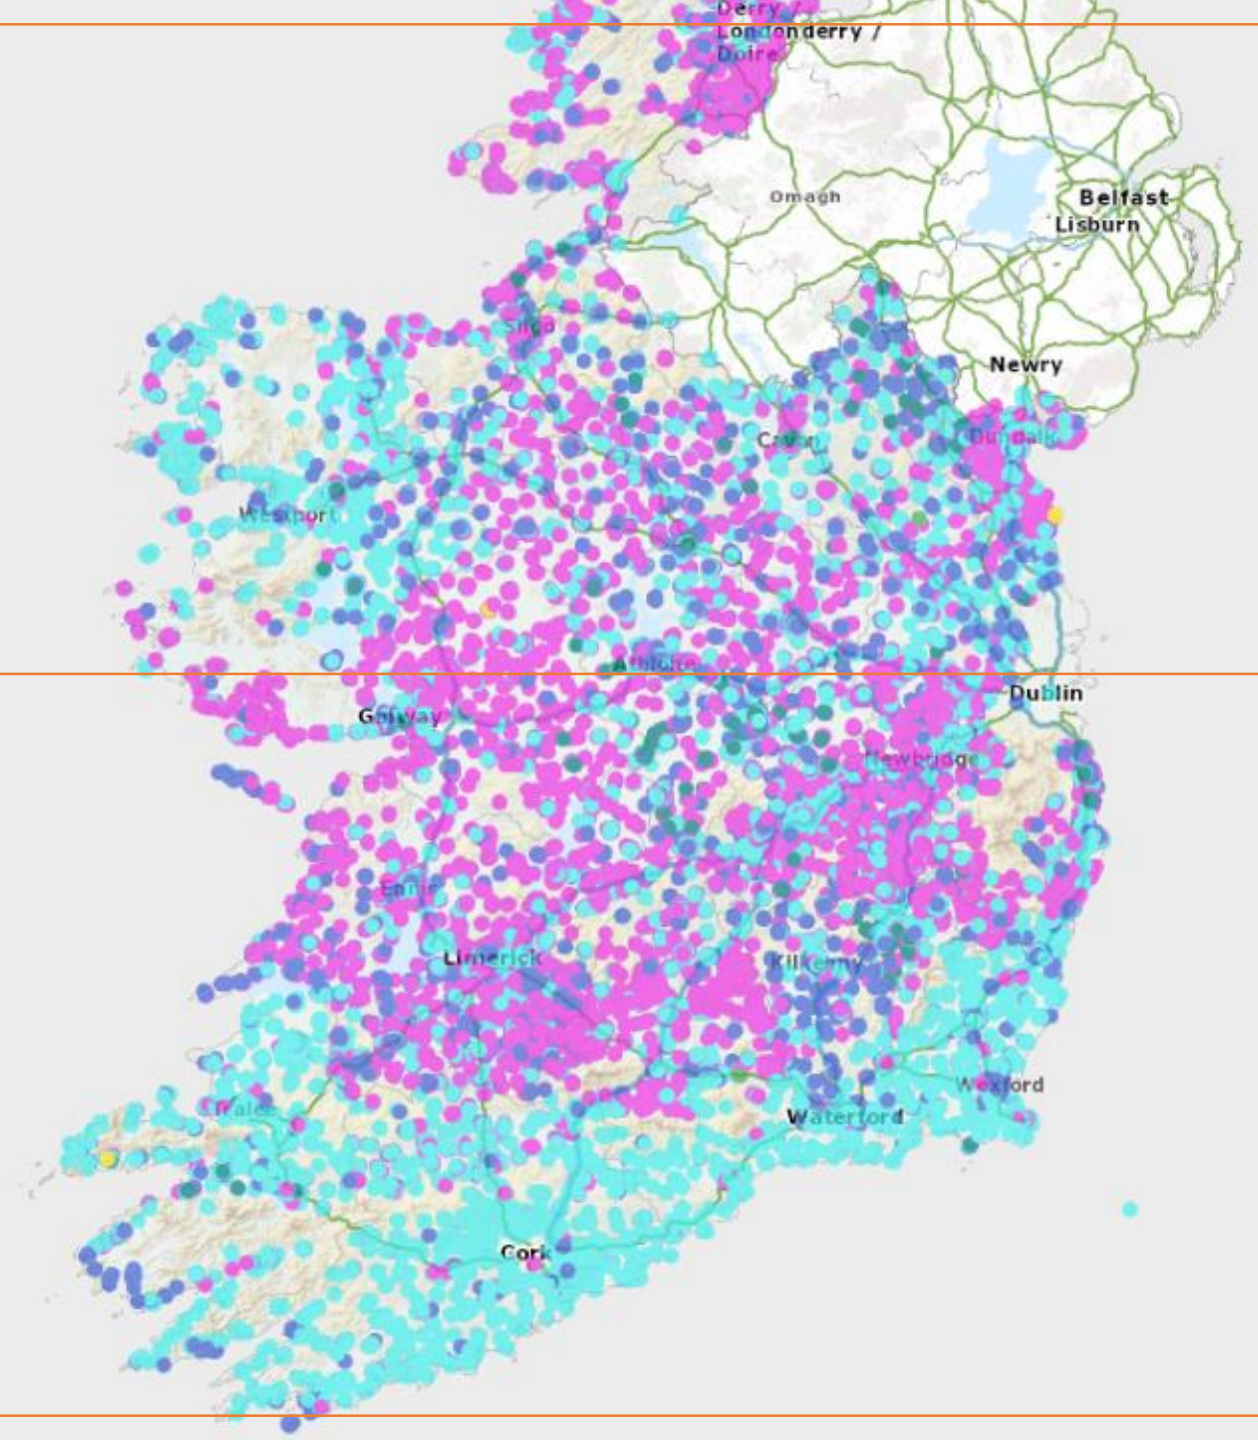 Derry /
Londonderry /
Doire
Omagh
Belfast
Lisburn
Sligo
Newry
Cavan
Dundalk
Westport
Athlone
Dublin
Galway
Newbridge
Ennis
Limerick
Kilkenny
Wexford
Tralee
Waterford
Cork